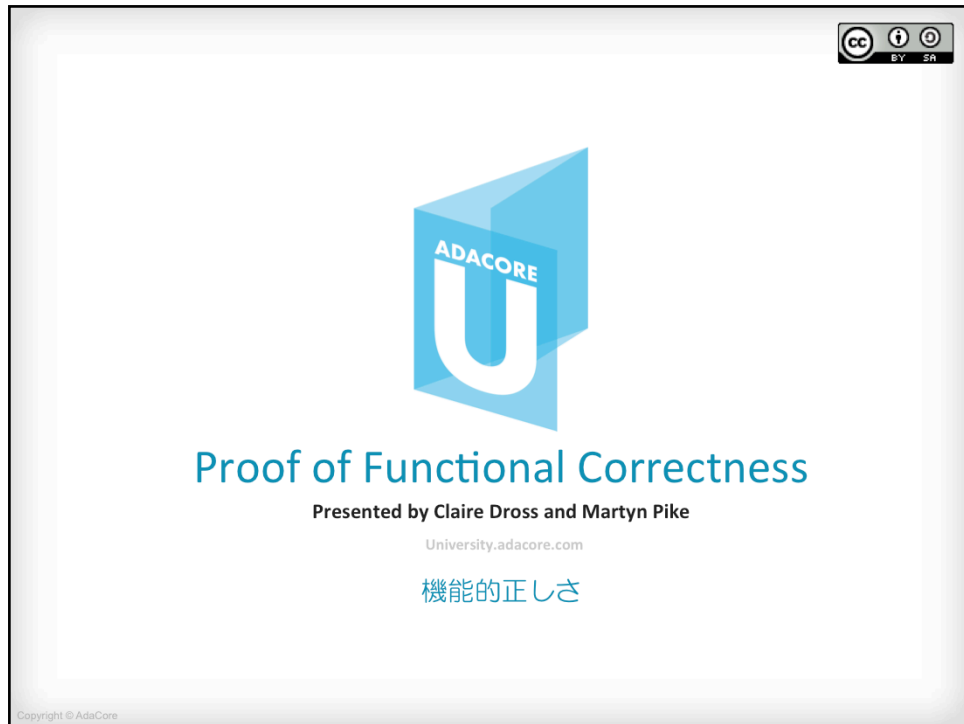 cc
BY SA
ADACORE
U
Proof of Functional Correctness
Presented by Claire Dross and Martyn Pike
University.adacore.com
機能的正しさ
Copyright © AdaCore